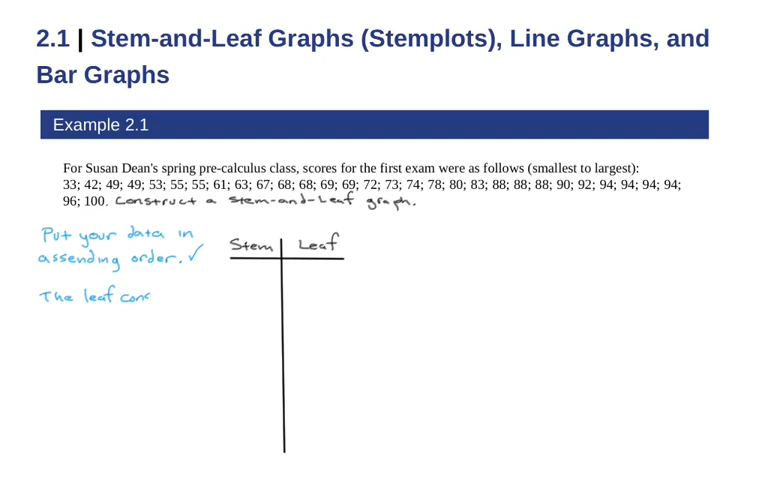 2.1 | Stem-and-Leaf Graphs (Stemplots), Line Graphs, and
Bar Graphs
Example 2.1
For Susan Dean's spring pre-calculus class, scores for the first exam were as follows (smallest to largest):
33; 42; 49; 49; 53; 55; 55; 61; 63; 67; 68; 68; 69; 69; 72; 73; 74; 78; 80; 83; 88; 88; 88; 90; 92; 94; 94; 94; 94;
96; 100. Construct a stem-and-Leaf graph.
Put your data in
assending order. ✓
Stem Leaf
The leaf cons